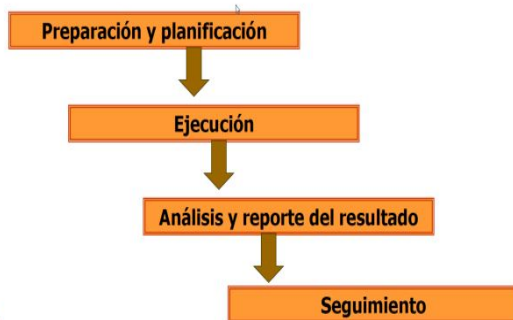 Preparación y planificación
Ejecución
Análisis y reporte del resultado
Seguimiento